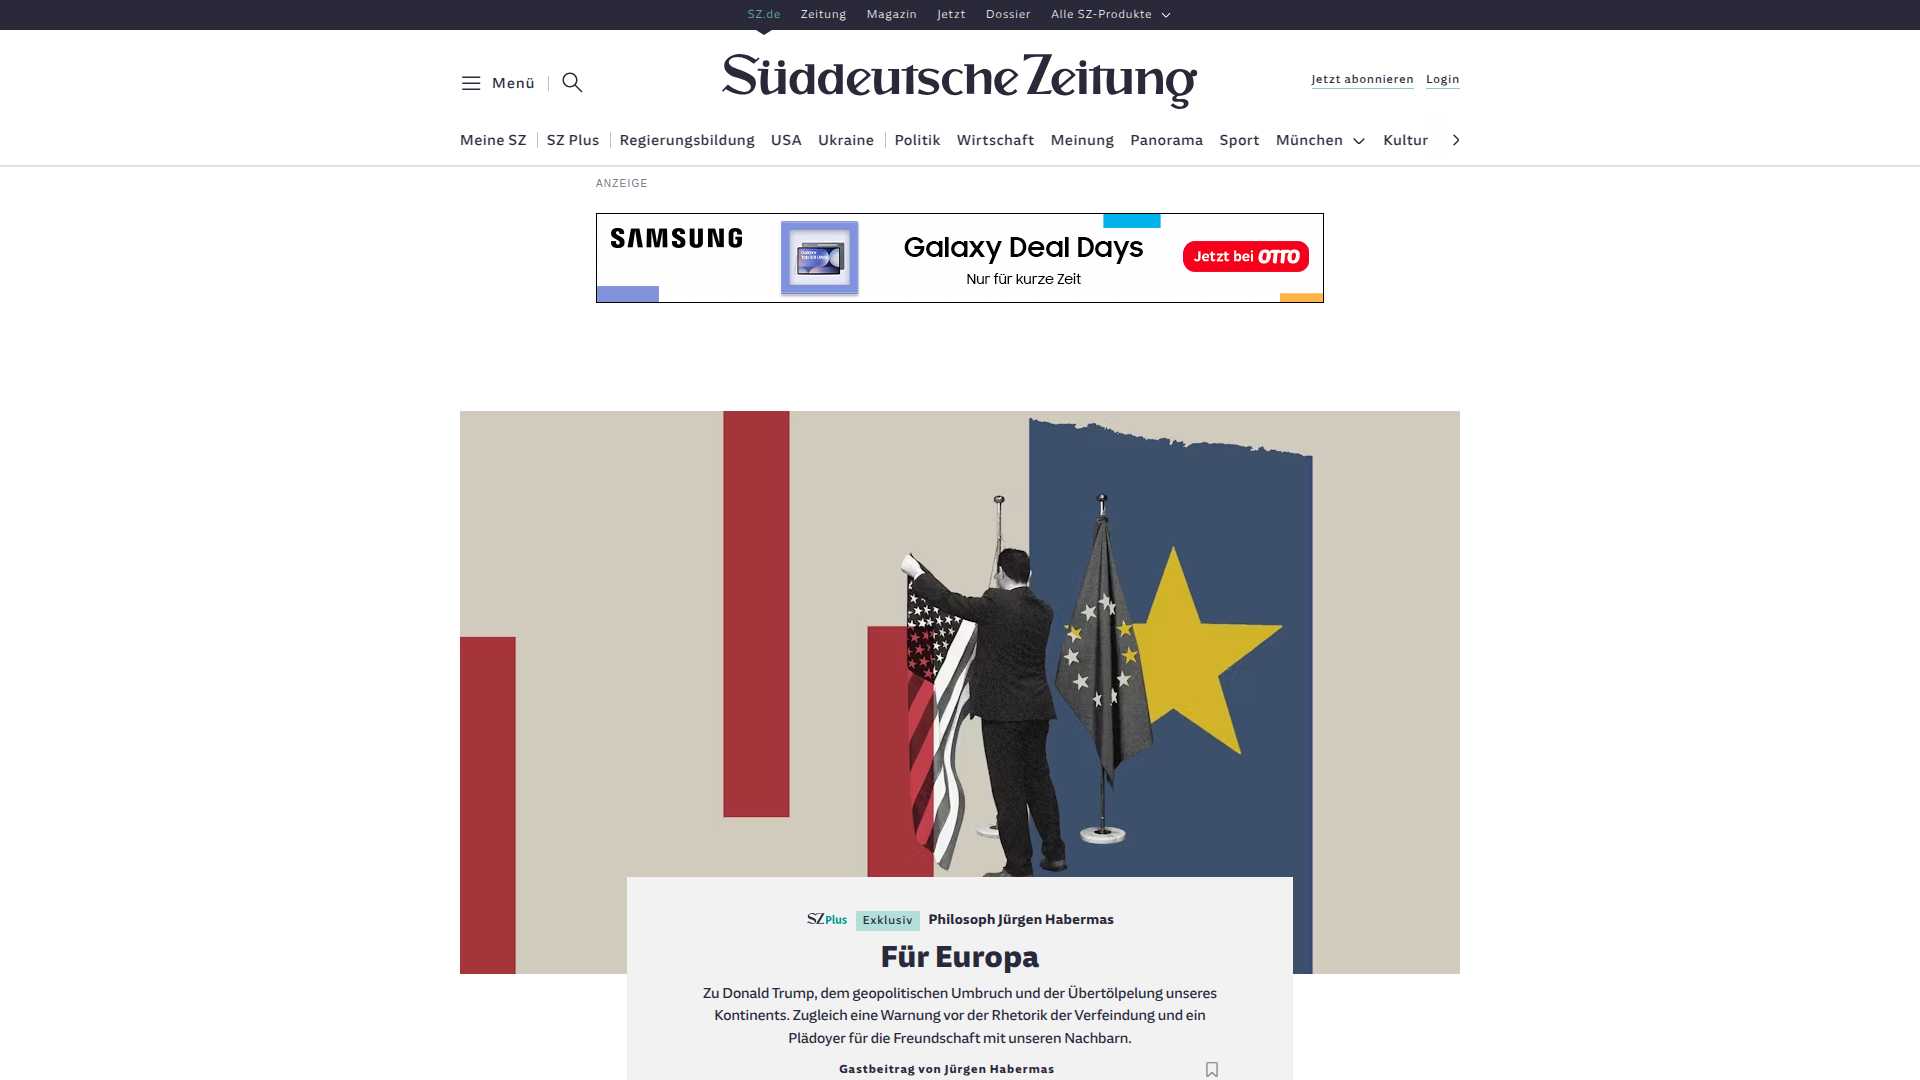 SZ.de Zeitung Magazin Jetzt Dossier Alle SZ-Produkte
Menü
Süddeutsche Zeitung
Jetzt abonnieren Login
Meine SZ SZ Plus Regierungsbildung USA Ukraine Politik Wirtschaft Meinung Panorama Sport München Kultur
ANZEIGE
SAMSUNG
Galaxy Deal Days
Nur für kurze Zeit
Jetzt bei OTTO
SZ Plus Exklusiv Philosoph Jürgen Habermas
Für Europa
Zu Donald Trump, dem geopolitischen Umbruch und der Übertölpelung unseres
Kontinents. Zugleich eine Warnung vor der Rhetorik der Verfeindung und ein
Plädoyer für die Freundschaft mit unseren Nachbarn.
Gastbeitrag von Jürgen Habermas